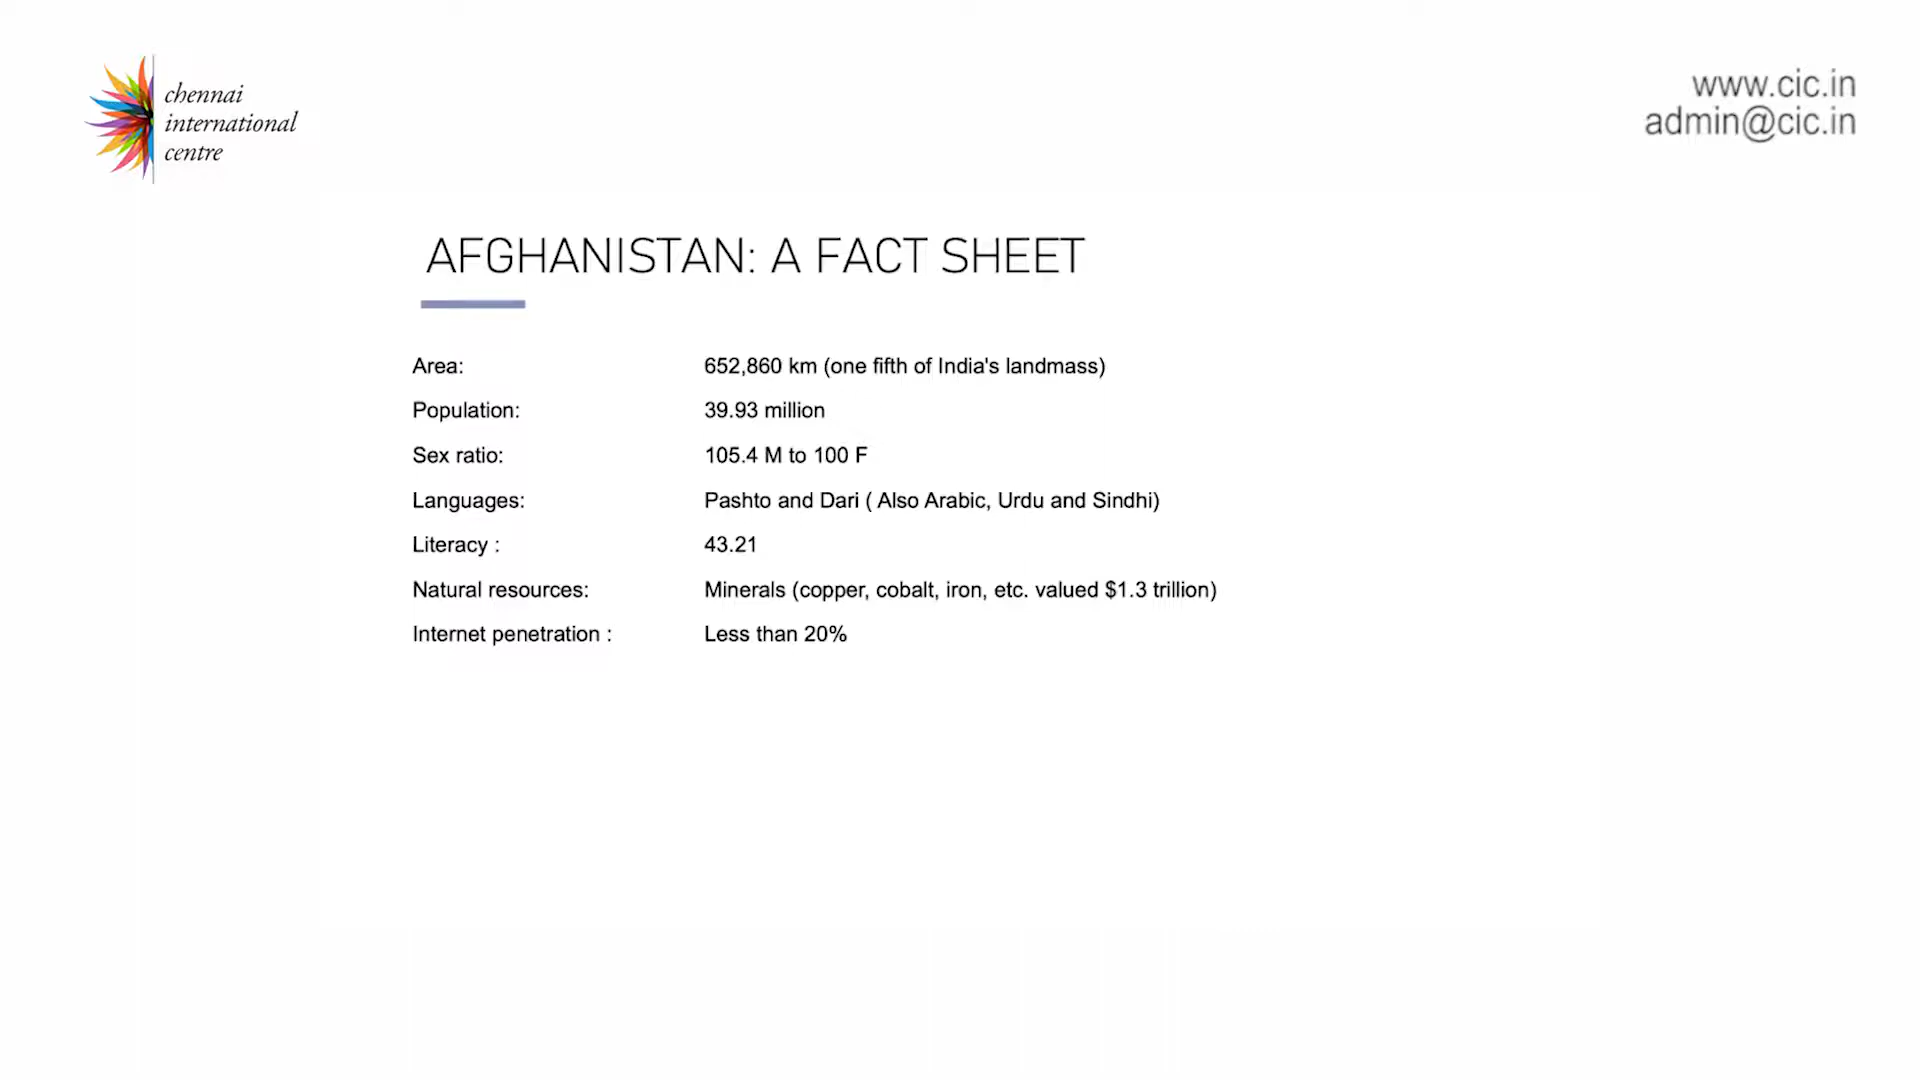 chennai
international
centre
www.cic.in
admin@cic.in
AFGHANISTAN: A FACT SHEET
Area: 652,860 km (one fifth of India's landmass)
Population: 39.93 million
Sex ratio: 105.4 M to 100 F
Languages: Pashto and Dari ( Also Arabic, Urdu and Sindhi)
Literacy : 43.21
Natural resources: Minerals (copper, cobalt, iron, etc. valued $1.3 trillion)
Internet penetration : Less than 20%